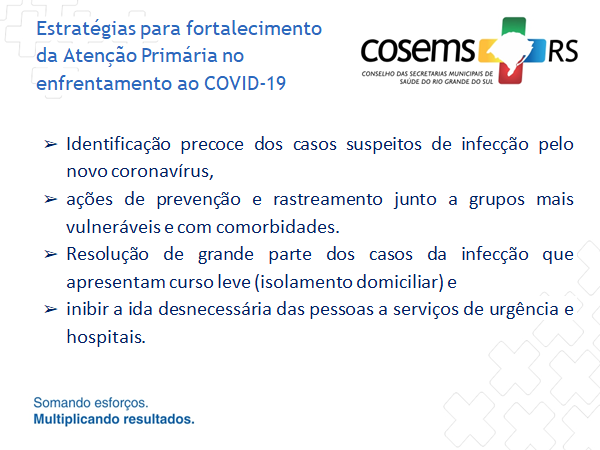 Estratégias para fortalecimento
da Atenção Primária no
enfrentamento ao COVID-19
cosems RS
CONSELHO DAS SECRETARIAS MUNICIPAIS DE
SAÚDE DO RIO GRANDE DO SUL
➢ Identificação precoce dos casos suspeitos de infecção pelo
novo coronavírus,
➢ ações de prevenção e rastreamento junto a grupos mais
vulneráveis e com comorbidades.
➢ Resolução de grande parte dos casos da infecção que
apresentam curso leve (isolamento domiciliar) e
➢ inibir a ida desnecessária das pessoas a serviços de urgência e
hospitais.
Somando esforços.
Multiplicando resultados.